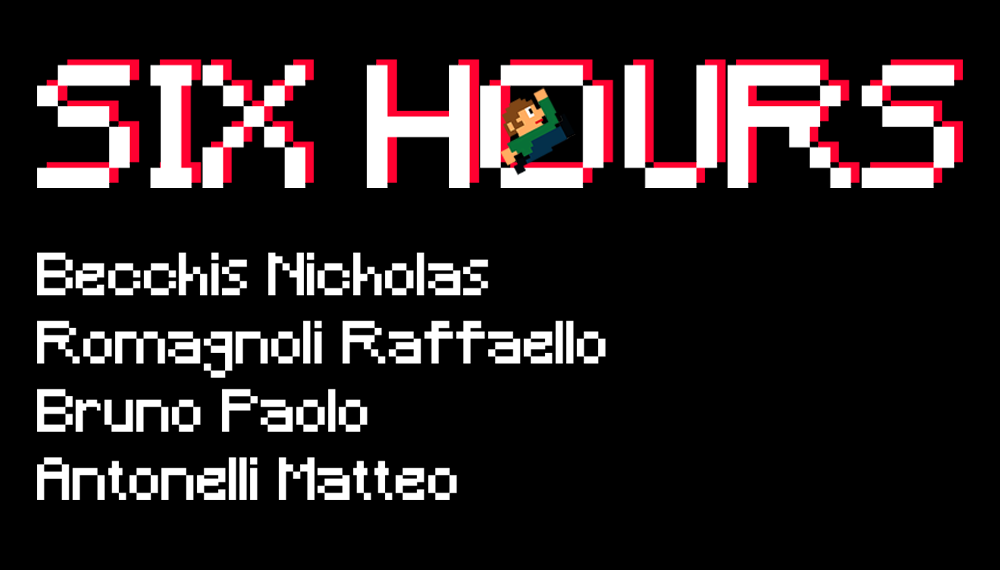 SIX HOURS
Becchis Nicholas
Romagnoli Raffaello
Bruno Paolo
Antonelli Matteo